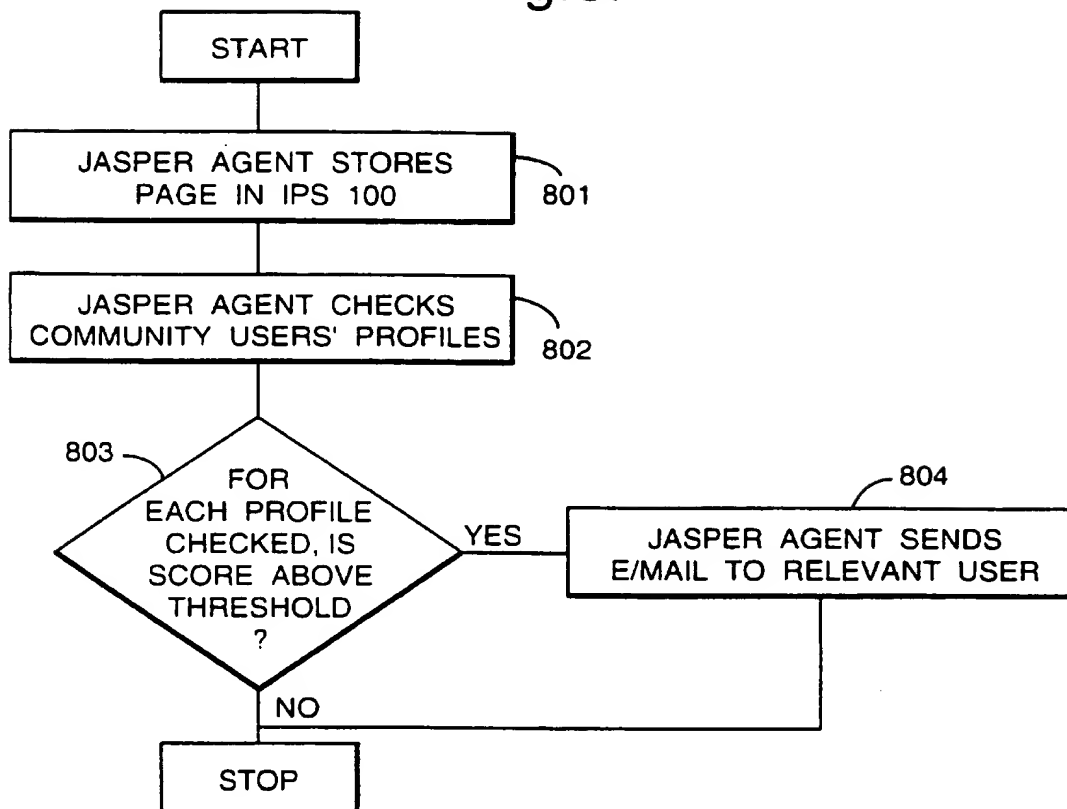 START
JASPER AGENT STORES
PAGE IN IPS 100
801
JASPER AGENT CHECKS
COMMUNITY USERS' PROFILES
802
803
FOR
EACH PROFILE
CHECKED, IS
SCORE ABOVE
THRESHOLD
?
YES
804
JASPER AGENT SENDS
E/MAIL TO RELEVANT USER
NO
STOP